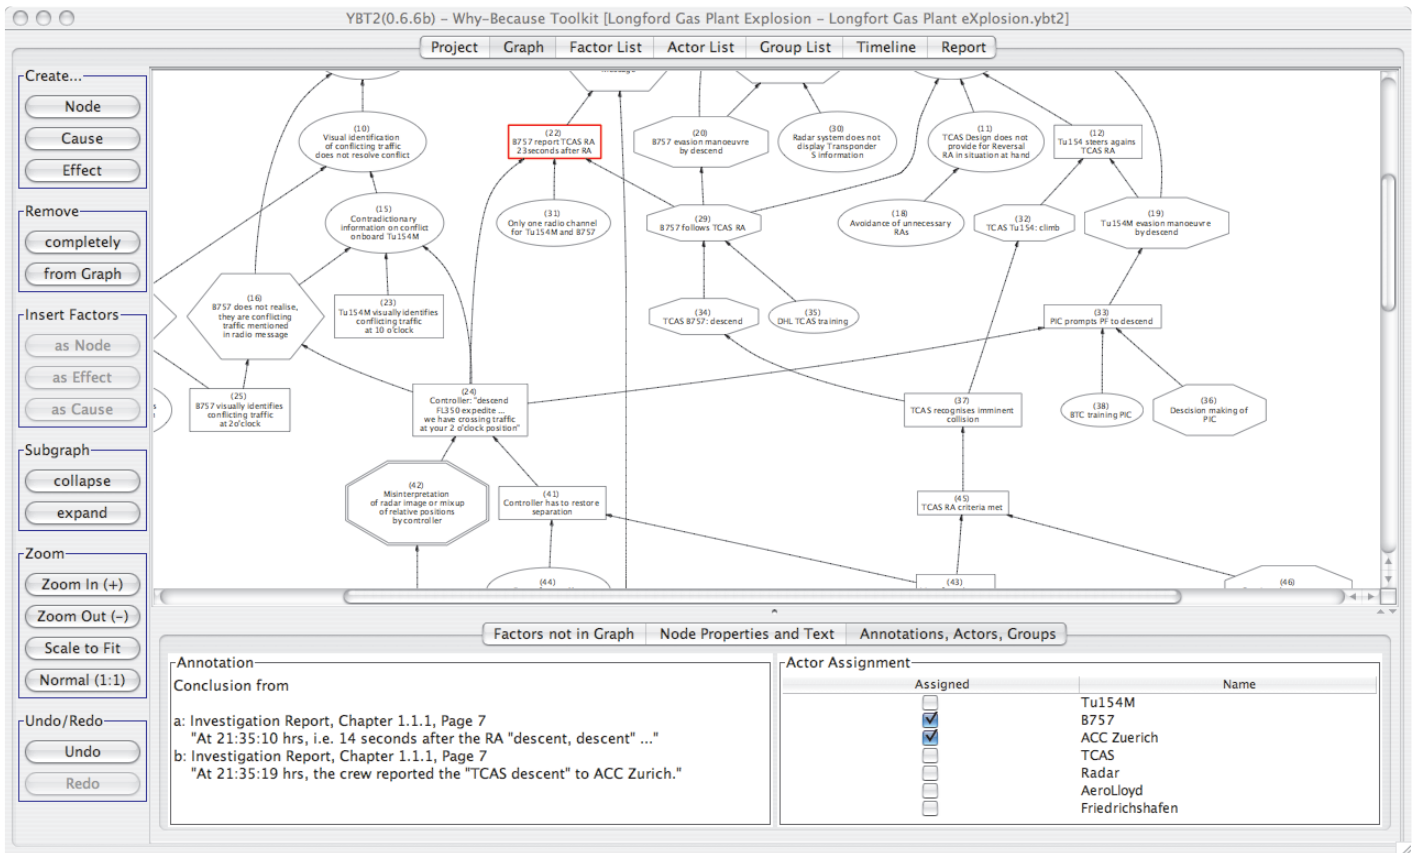 YBT2(0.6.6b) – Why-Because Toolkit [Longford Gas Plant Explosion – Longfort Gas Plant eXplosion.ybt2]
Project
Graph
Factor List
Actor List
Group List
Timeline
Report
Create...
Node
Cause
Effect
Remove
completely
from Graph
Insert Factors
as Node
as Effect
as Cause
Subgraph
collapse
expand
Zoom
Zoom In (+)
Zoom Out (–)
Scale to Fit
Normal (1:1)
Undo/Redo
Undo
Redo
message
(10)
Visual identification
of conflicting traffic
does not resolve conflict
(22)
B757 report TCAS RA
23seconds after RA
(20)
B757 evasion manoeuvre
by descend
(30)
Radar system does not
display Transponder
S information
(11)
TCAS Design does not
provide for Reversal
RA in situation at hand
(12)
Tu154 steers agains
TCAS RA
(15)
Contradictionary
information on conflict
onboard Tu154M
(31)
Only one radio channel
for Tu154M and B757
(29)
B757 follows TCAS RA
(18)
Avoidance of unnecessary
RAs
(32)
TCAS Tu154: climb
(19)
Tu154M evasion manoeuvre
by descend
(16)
B757 does not realise,
they are conflicting
traffic mentioned
in radio message
(23)
Tu154M visually identifies
conflicting traffic
at 10 o'clock
(34)
TCAS B757: descend
(35)
DHL TCAS training
(33)
PIC prompts PF to descend
(25)
B757 visually identifies
conflicting traffic
at 2o'clock
(24)
Controller: "descend
FL350 expedite ...
we have crossing traffic
at your 2 o'clock position"
(37)
TCAS recognises imminent
collision
(38)
BTC training PIC
(36)
Descision making of
PIC
(42)
Misinterpretation
of radar image or mixup
of relative positions
by controller
(41)
Controller has to restore
separation
(45)
TCAS RA criteria met
(44)
(43)
(46)
Factors not in Graph
Node Properties and Text
Annotations, Actors, Groups
Annotation
Conclusion from
a: Investigation Report, Chapter 1.1.1, Page 7
"At 21:35:10 hrs, i.e. 14 seconds after the RA "descent, descent" ..."
b: Investigation Report, Chapter 1.1.1, Page 7
"At 21:35:19 hrs, the crew reported the "TCAS descent" to ACC Zurich."
Actor Assignment
Assigned
Name
Tu154M
B757
ACC Zuerich
TCAS
Radar
AeroLloyd
Friedrichshafen